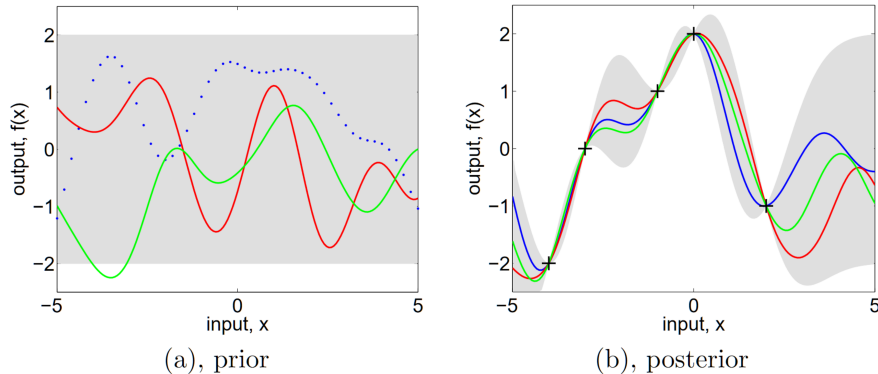 2
1
0
−1
−2
−5
0
5
output, f(x)
input, x
(a), prior
2
1
0
−1
−2
−5
0
5
output, f(x)
input, x
(b), posterior